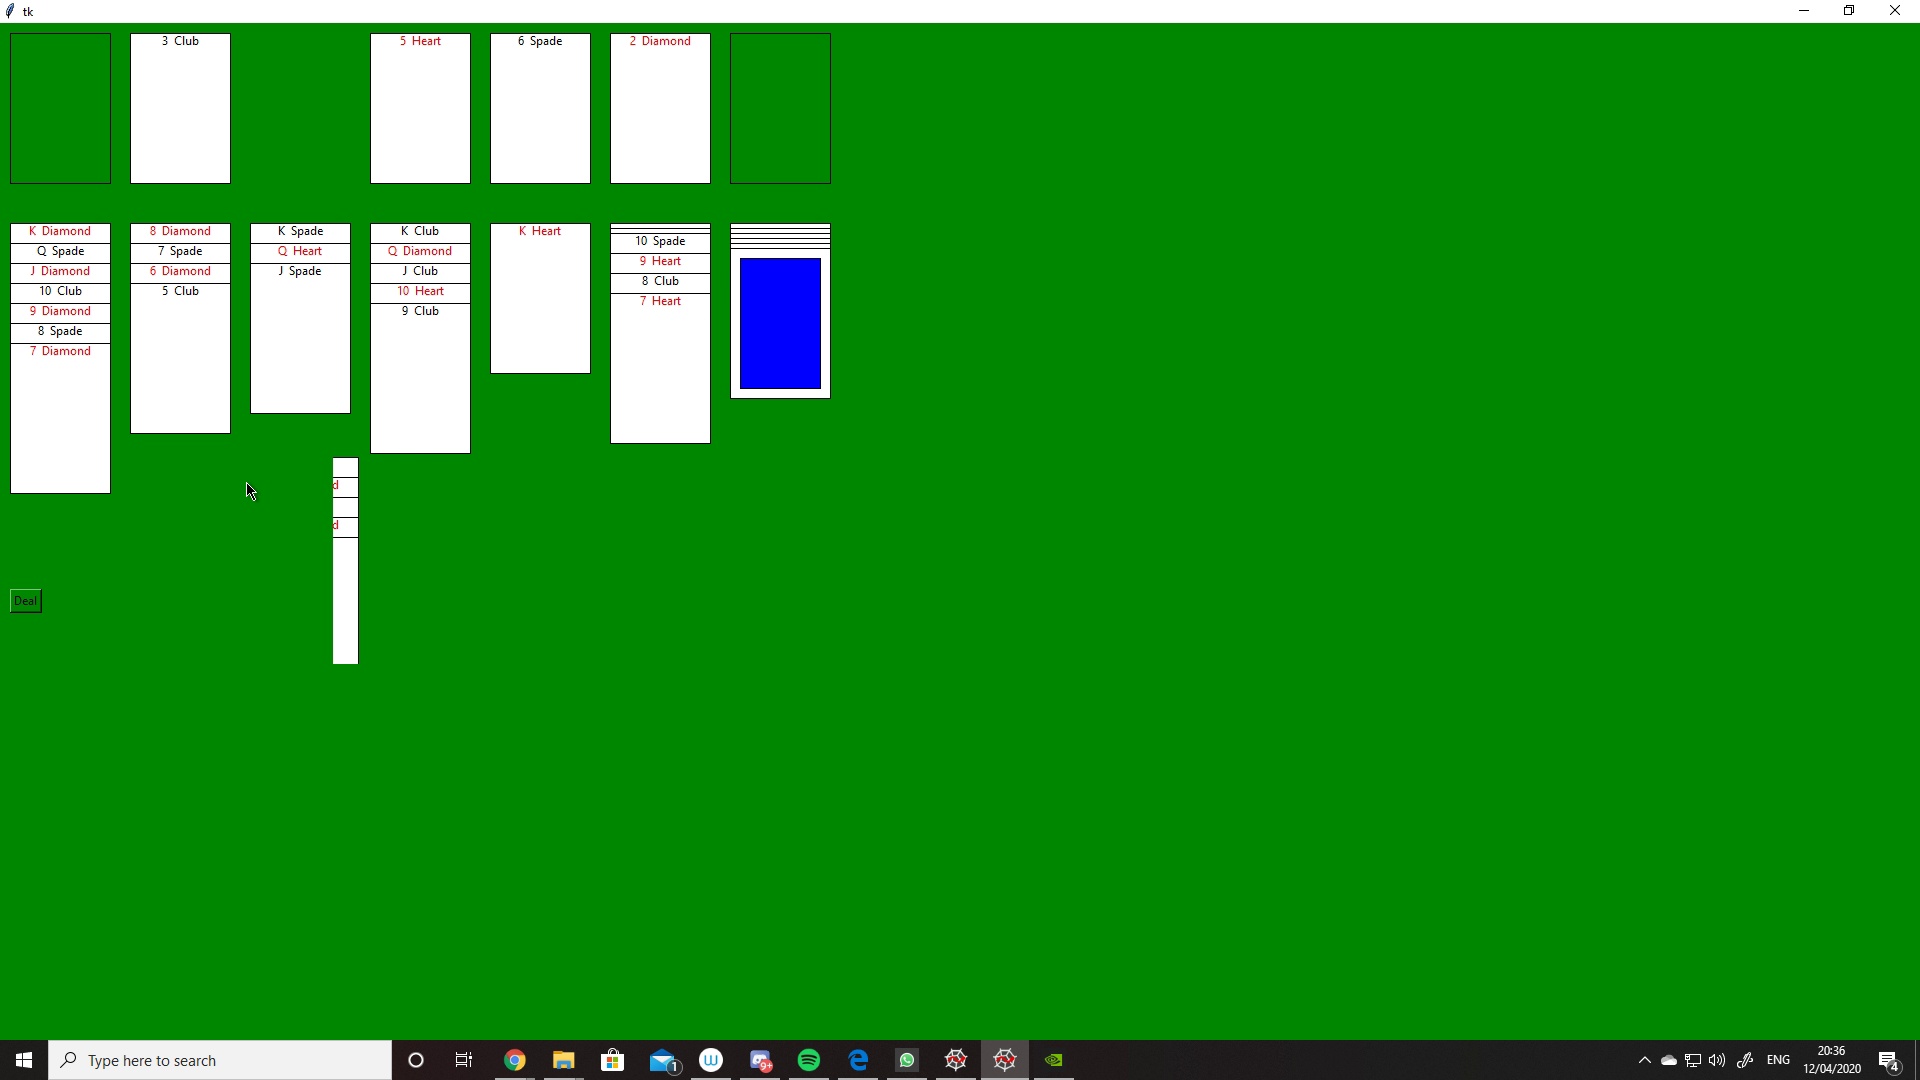 tk
3 Club
5 Heart
6 Spade
2 Diamond
K Diamond
Q Spade
J Diamond
10 Club
9 Diamond
8 Spade
7 Diamond
8 Diamond
7 Spade
6 Diamond
5 Club
K Spade
Q Heart
J Spade
K Club
Q Diamond
J Club
10 Heart
9 Club
K Heart
10 Spade
9 Heart
8 Club
7 Heart
d
d
Deal
Type here to search
1
W
9+
ENG
20:36
12/04/2020
4